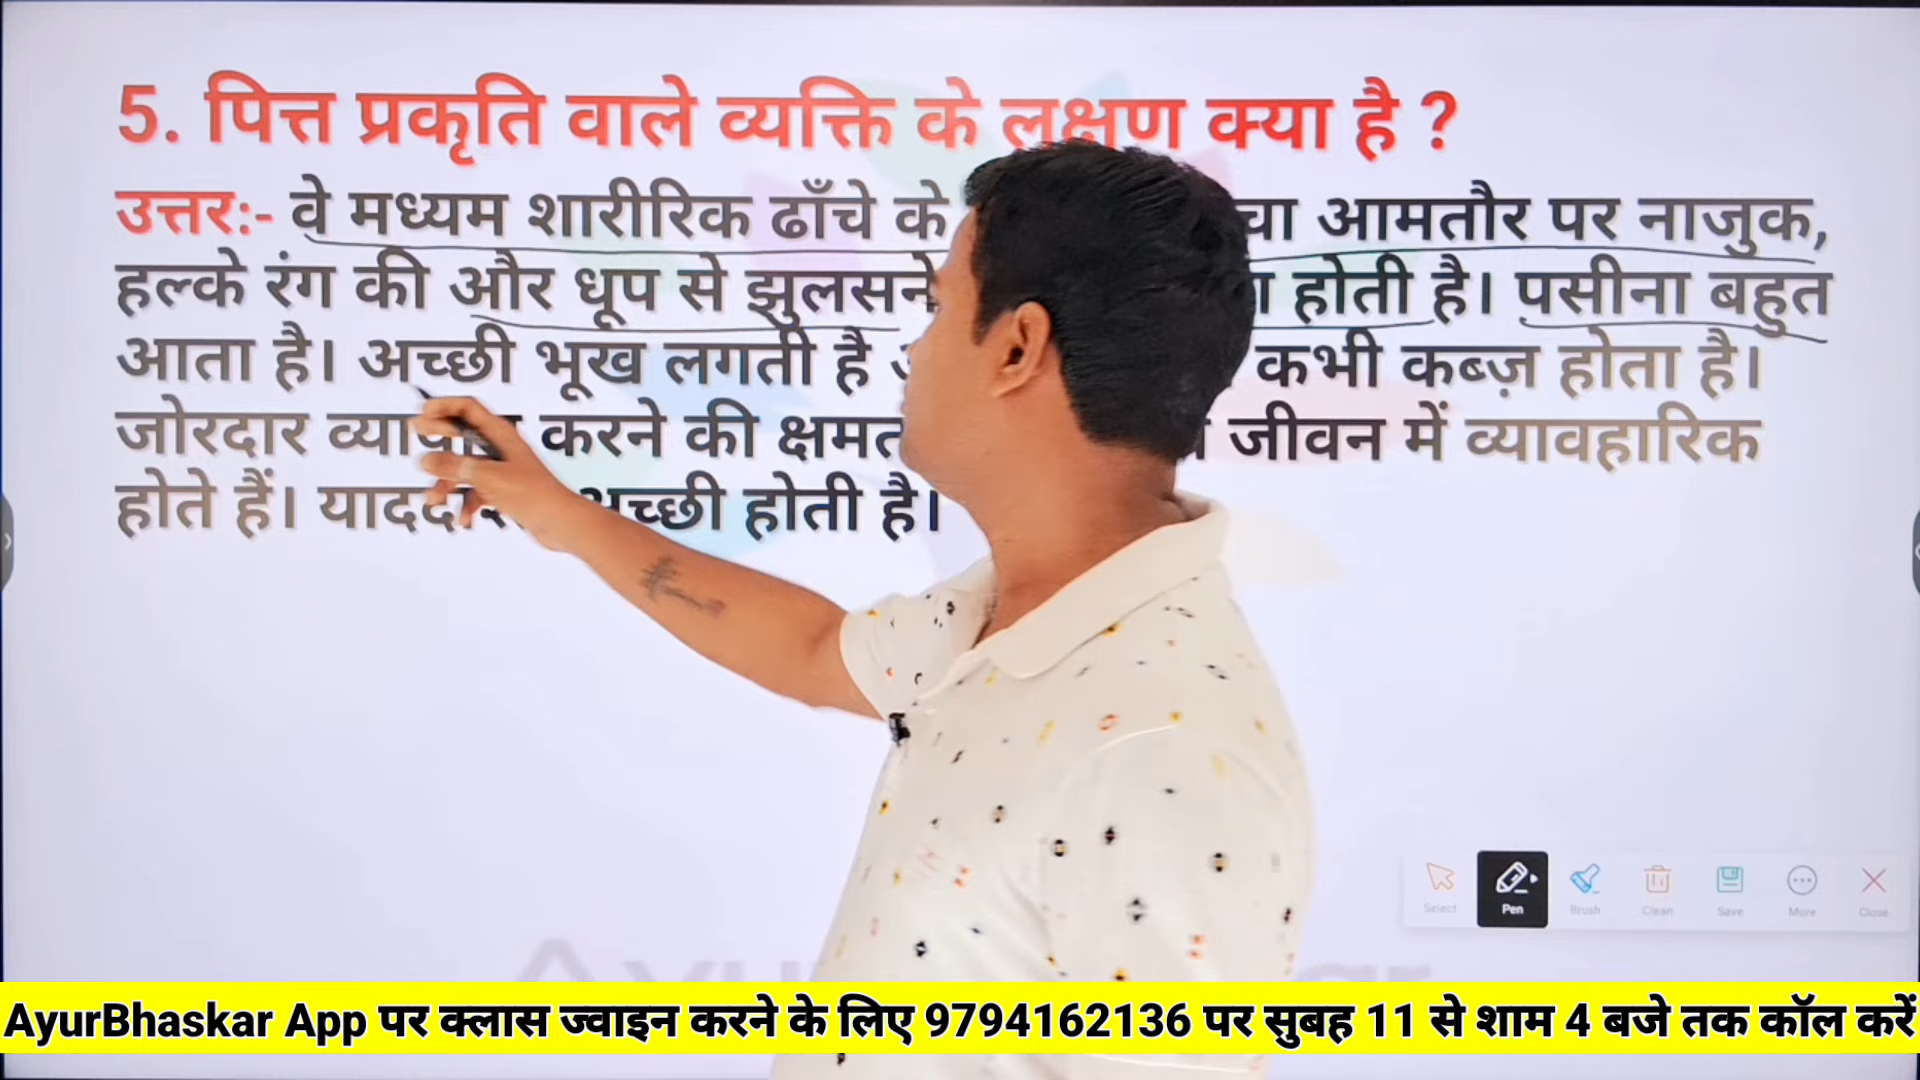 5. पित्त प्रकृति वाले व्यक्ति के लक्षण क्या है ?
उत्तर:- वे मध्यम शारीरिक ढाँचे के आमतौर पर नाजुक,
हल्के रंग की और धूप से झुलसने होती है। पसीना बहुत
आता है। अच्छी भूख लगती है कभी कब्ज़ होता है।
जोरदार करने की जीवन में व्यावहारिक
होते हैं। अच्छी होती है।
Select Pen Brush Clean Save More Close
AyurBhaskar App पर क्लास ज्वाइन करने के लिए 9794162136 पर सुबह 11 से शाम 4 बजे तक कॉल करें